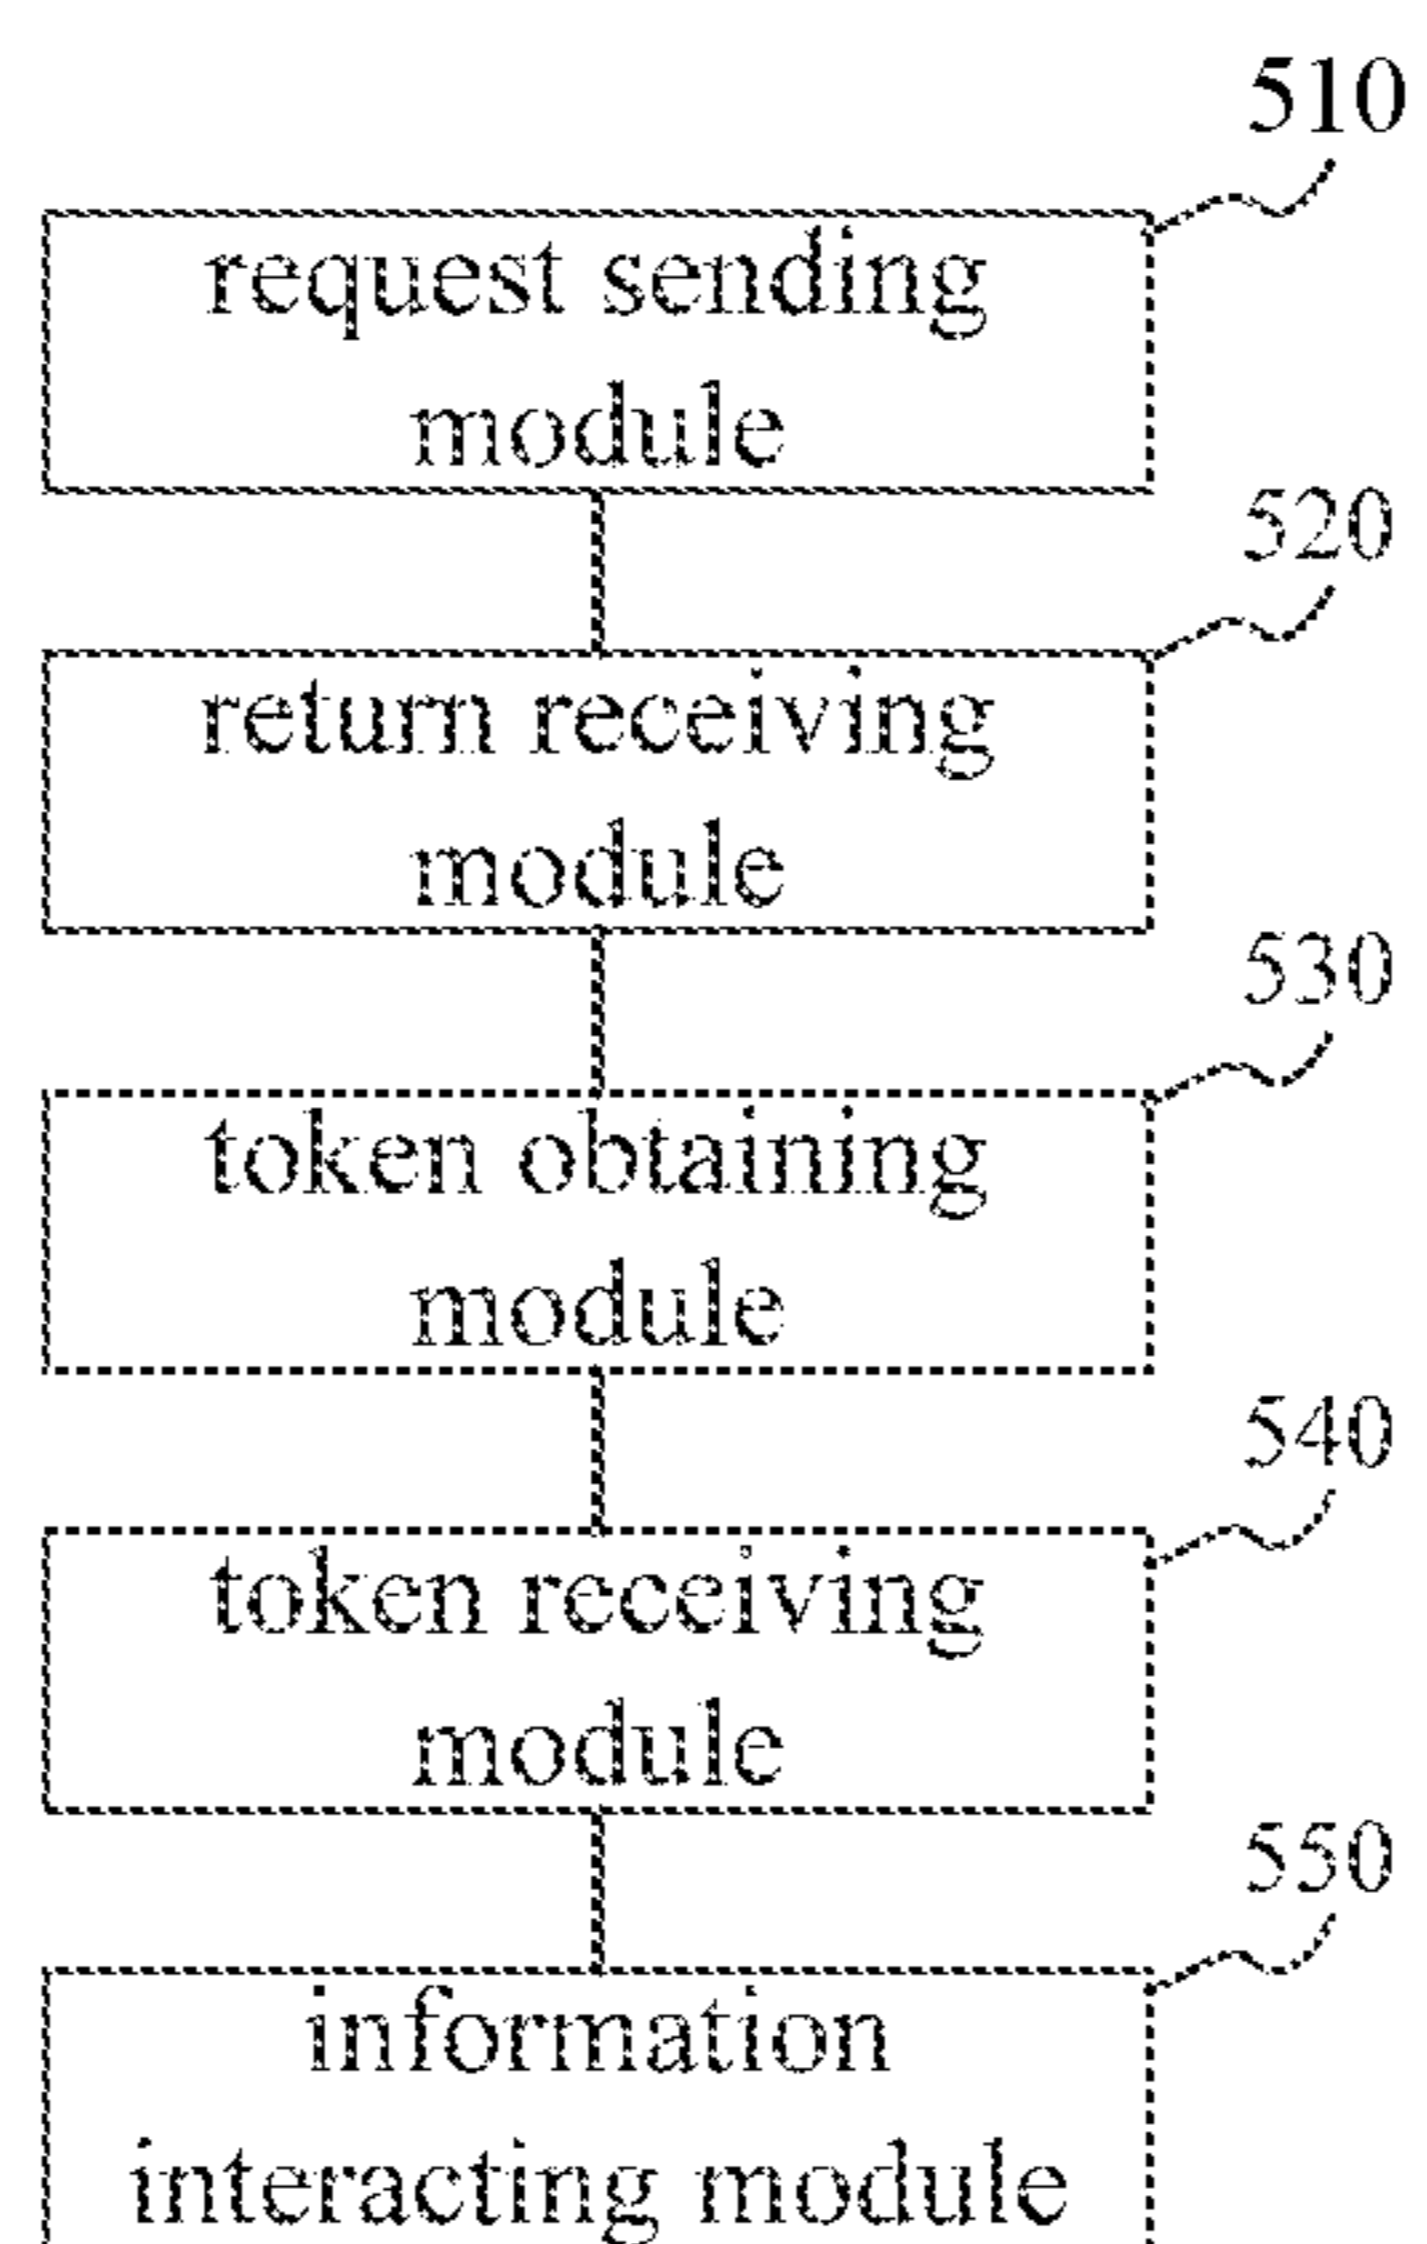 510
request sending
module
520
return receiving
module
530
token obtaining
module
540
token receiving
module
550
information
interacting module